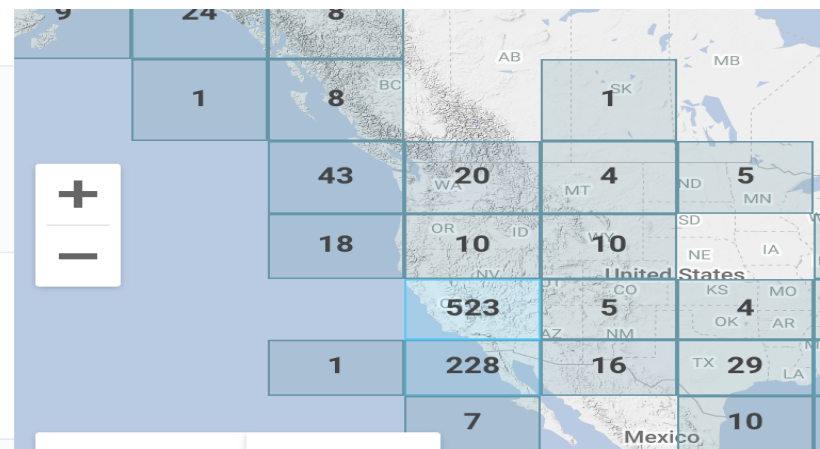 9 24 8
AB
MB
BC
SK
1 8 1
43 20 4 5
WA
MT
ND
MN
SD
OR
ID
WY
18 10 10
NE
IA
NV
United States
UT
CO
KS
MO
523 5 4
OK
AR
AZ
NM
1 228 16 29
TX
LA
7 10
Mexico